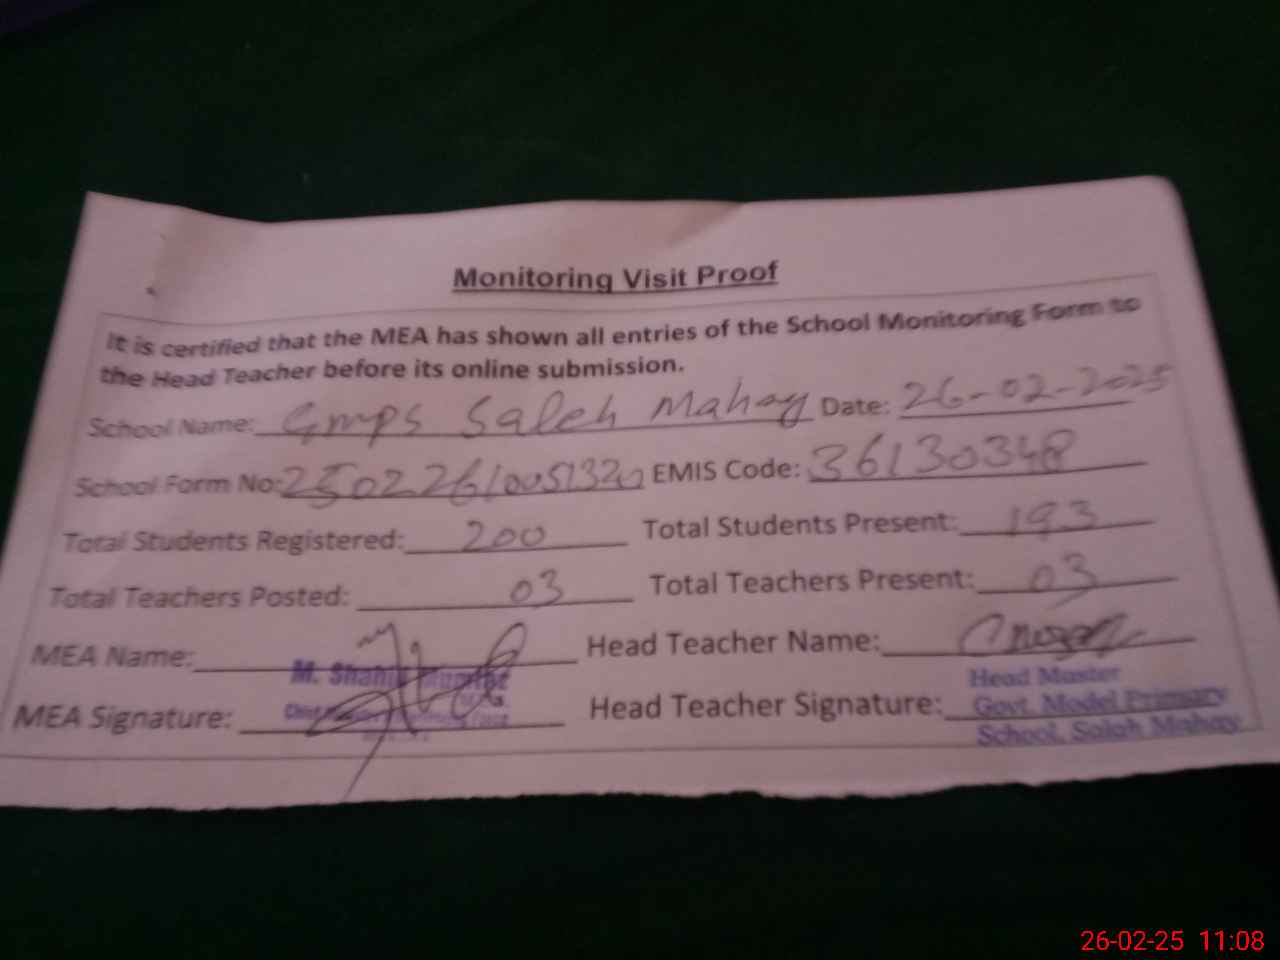 Monitoring Visit Proof
It is certified that the MEA has shown all entries of the School Monitoring Form to
the Head Teacher before its online submission.
School Name: Gmps Saleh Mahay Date: 26-02-2025
School Form No: EMIS Code: 36130348
Total Students Registered: 200 Total Students Present: 193
Total Teachers Posted: 03 Total Teachers Present: 03
MEA Name: Head Teacher Name:
M. Shahid
Head Master
MEA Signature: Head Teacher Signature:
Govt. Model Primary
School, Salah Mahay
26-02-25 11:08